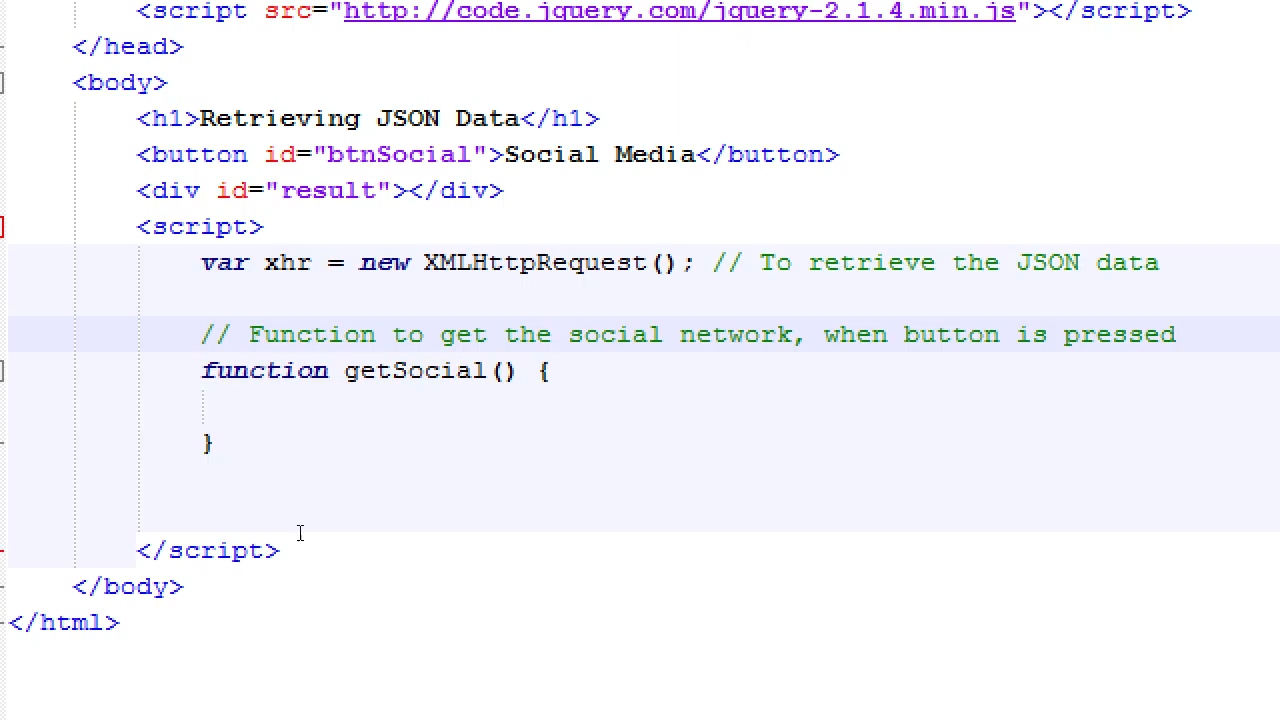 <script src="http://code.jquery.com/jquery-2.1.4.min.js"></script>
</head>
<body>
<h1>Retrieving JSON Data</h1>
<button id="btnSocial">Social Media</button>
<div id="result"></div>
<script>
var xhr = new XMLHttpRequest(); // To retrieve the JSON data
// Function to get the social network, when button is pressed
function getSocial() {
}
</script>
</body>
</html>